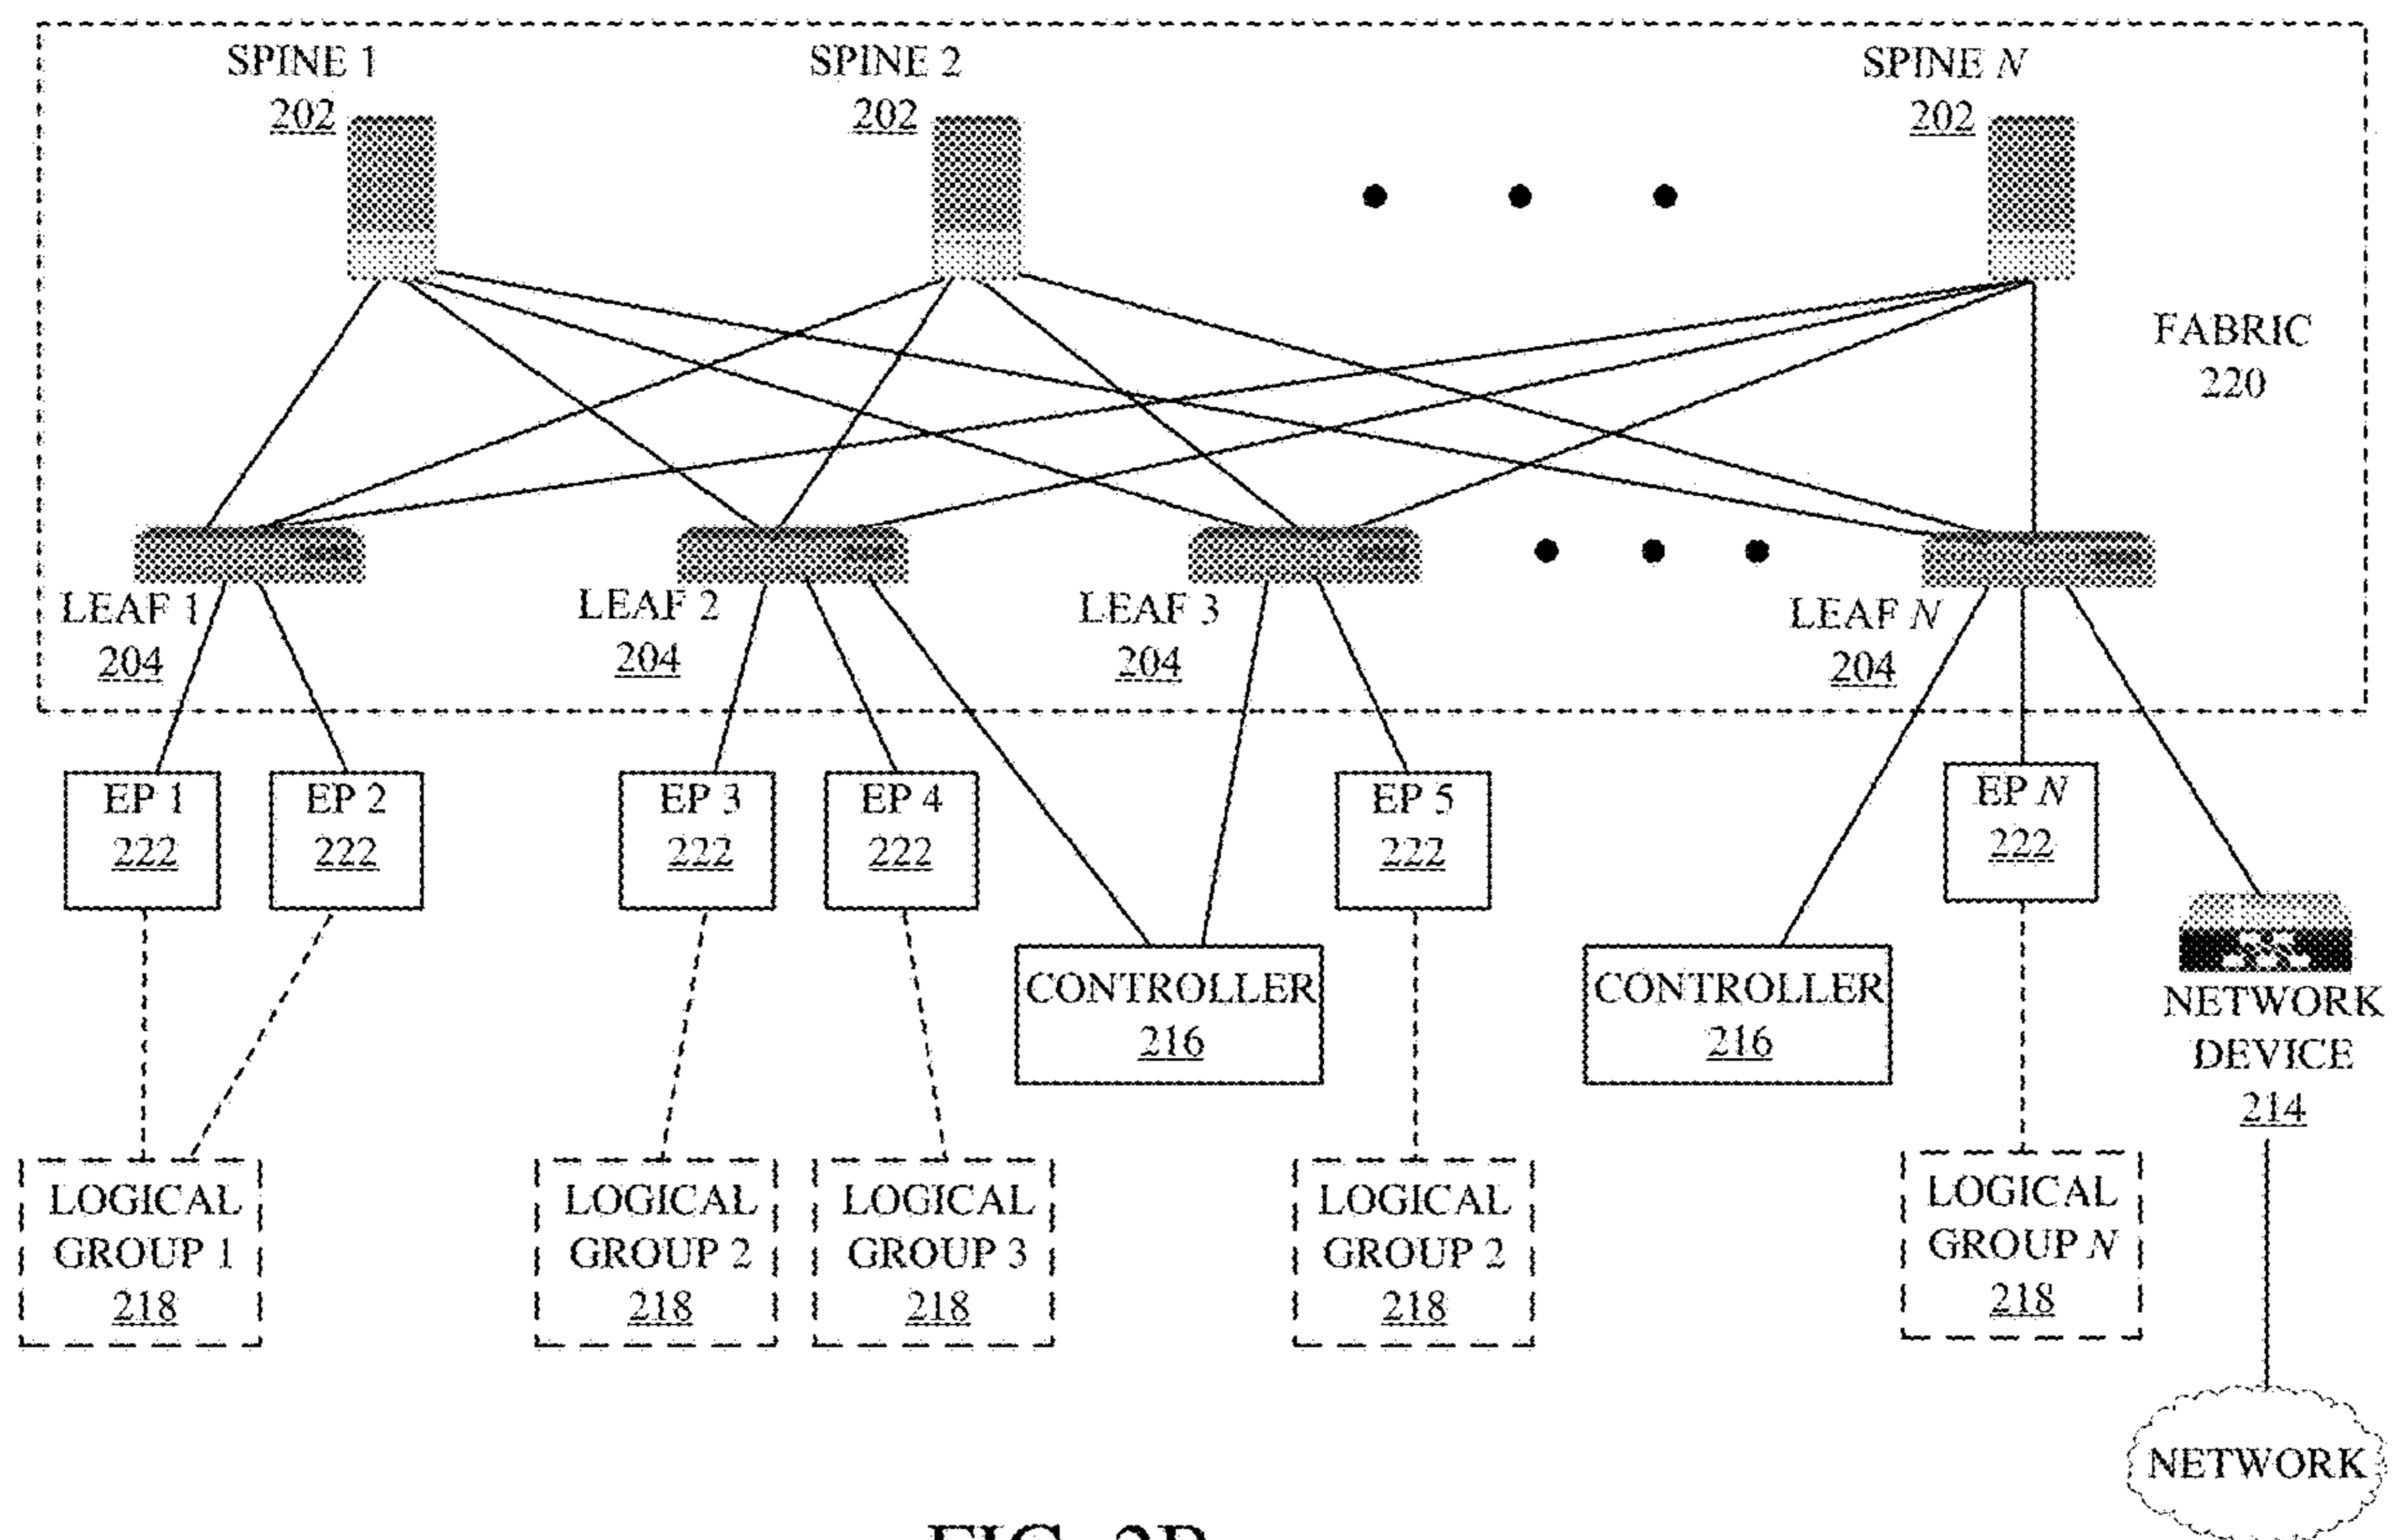 SPINE 1
202
SPINE 2
202
SPINE N
202
FABRIC
220
LEAF 1
204
LEAF 2
204
LEAF 3
204
LEAF N
204
EP 1
222
EP 2
222
EP 3
222
EP 4
222
EP 5
222
EP N
222
CONTROLLER
216
CONTROLLER
216
NETWORK
DEVICE
214
LOGICAL
GROUP 1
218
LOGICAL
GROUP 2
218
LOGICAL
GROUP 3
218
LOGICAL
GROUP 2
218
LOGICAL
GROUP N
218
NETWORK
FIG. 2B